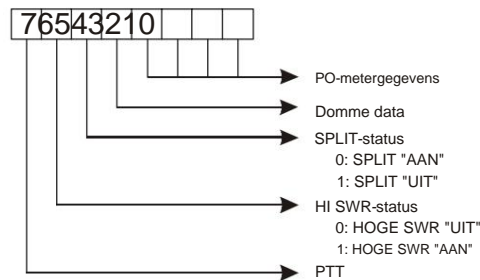 76543210
PO-metergegevens
Domme data
SPLIT-status
0: SPLIT "AAN"
1: SPLIT "UIT"
HI SWR-status
0: HOGE SWR "UIT"
1: HOGE SWR "AAN"
PTT